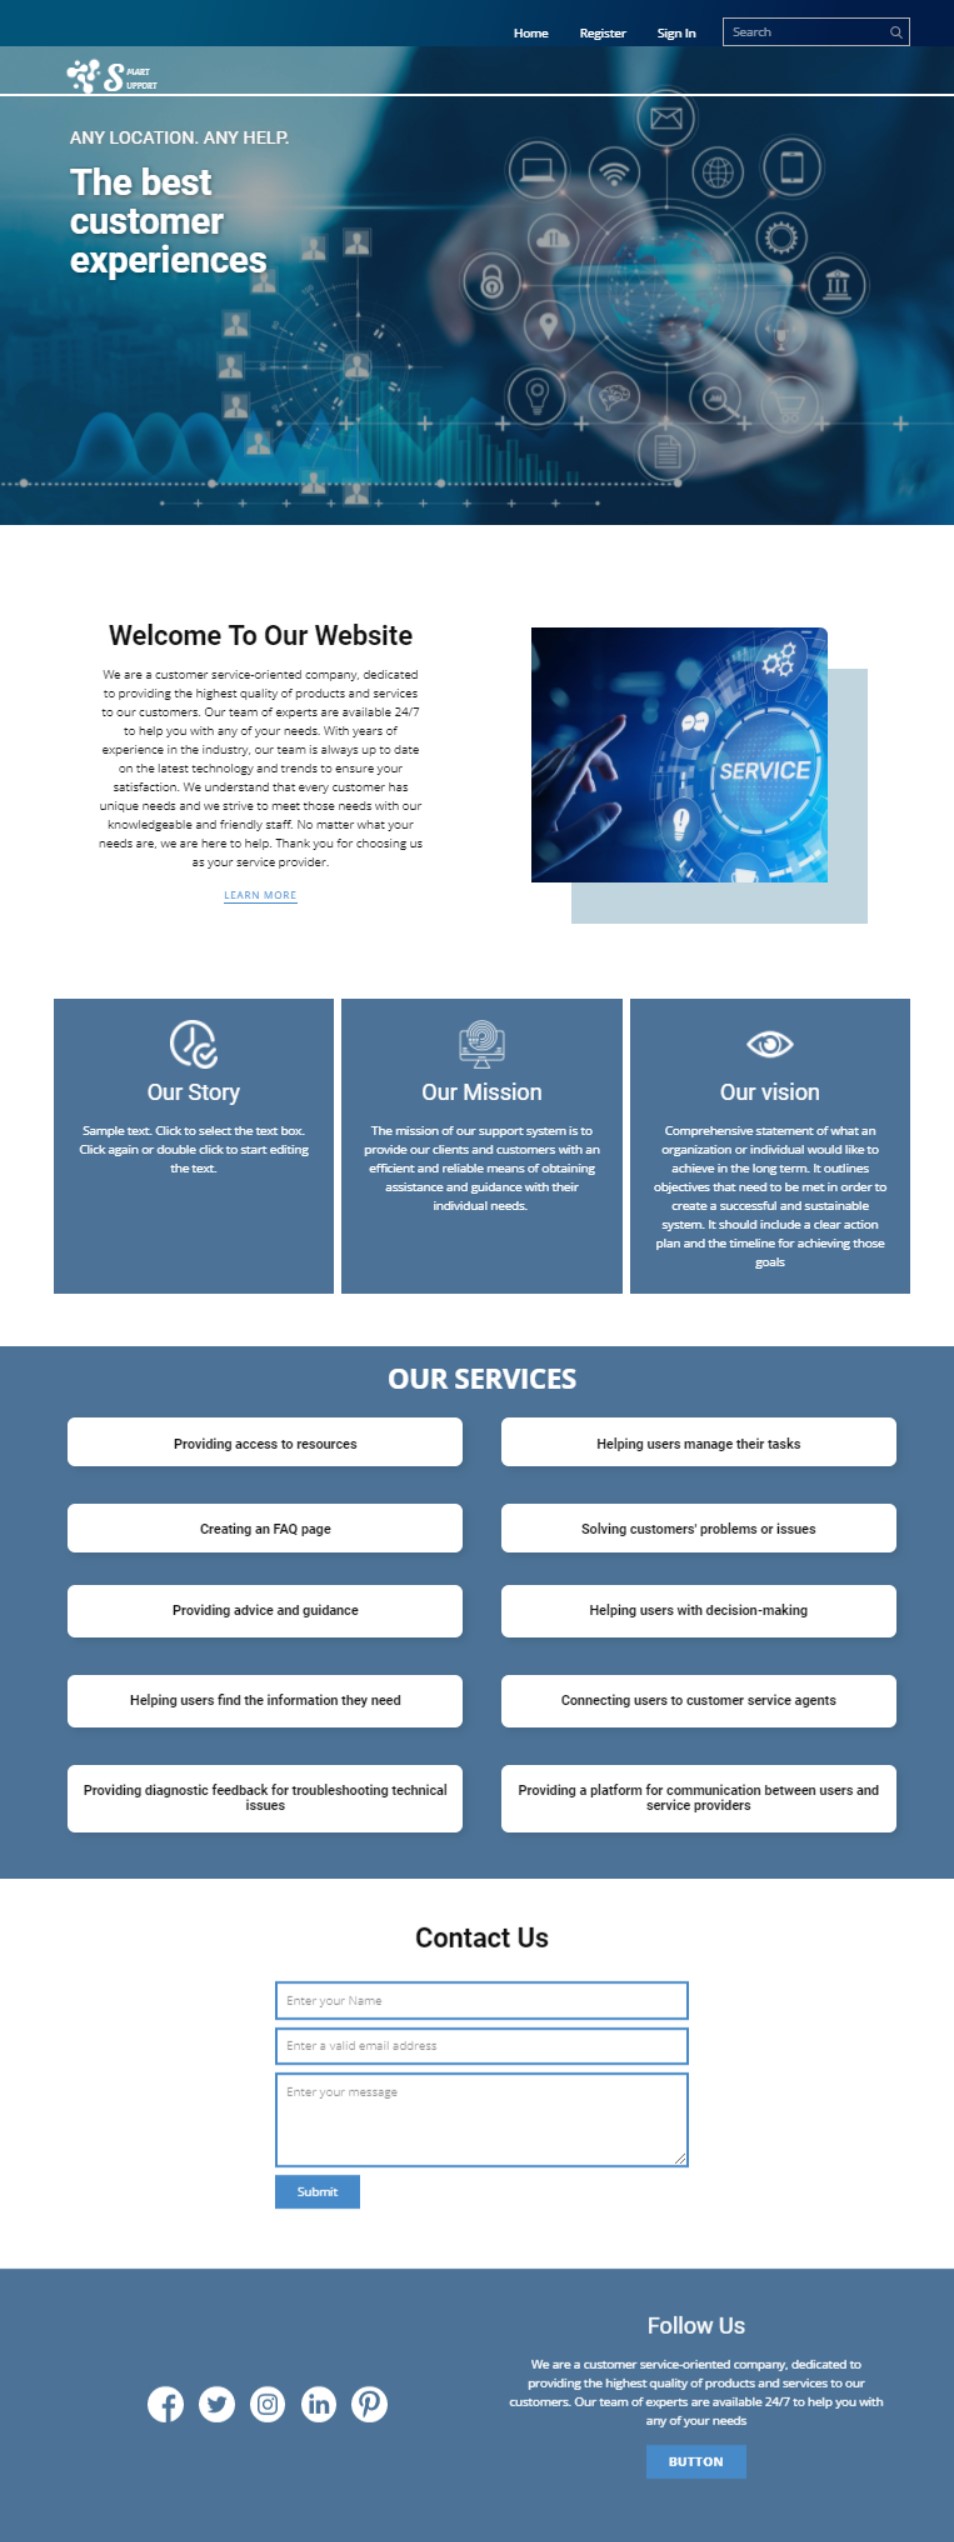 Home Register Sign In Search
S MART
UPPORT
ANY LOCATION. ANY HELP.
The best
customer
experiences
Welcome To Our Website
We are a customer service-oriented company, dedicated
to providing the highest quality of products and services
to our customers. Our team of experts are available 24/7
to help you with any of your needs. With years of
experience in the industry, our team is always up to date
on the latest technology and trends to ensure your
satisfaction. We understand that every customer has
unique needs and we strive to meet those needs with our
knowledgeable and friendly staff. No matter what your
needs are, we are here to help. Thank you for choosing us
as your service provider.
LEARN MORE
SERVICE
Our Story
Sample text. Click to select the text box.
Click again or double click to start editing
the text.
Our Mission
The mission of our support system is to
provide our clients and customers with an
efficient and reliable means of obtaining
assistance and guidance with their
individual needs.
Our vision
Comprehensive statement of what an
organization or individual would like to
achieve in the long term. It outlines
objectives that need to be met in order to
create a successful and sustainable
system. It should include a clear action
plan and the timeline for achieving those
goals
OUR SERVICES
Providing access to resources
Helping users manage their tasks
Creating an FAQ page
Solving customers' problems or issues
Providing advice and guidance
Helping users with decision-making
Helping users find the information they need
Connecting users to customer service agents
Providing diagnostic feedback for troubleshooting technical
issues
Providing a platform for communication between users and
service providers
Contact Us
Enter your Name
Enter a valid email address
Enter your message
Submit
Follow Us
We are a customer service-oriented company, dedicated to
providing the highest quality of products and services to our
customers. Our team of experts are available 24/7 to help you with
any of your needs
BUTTON